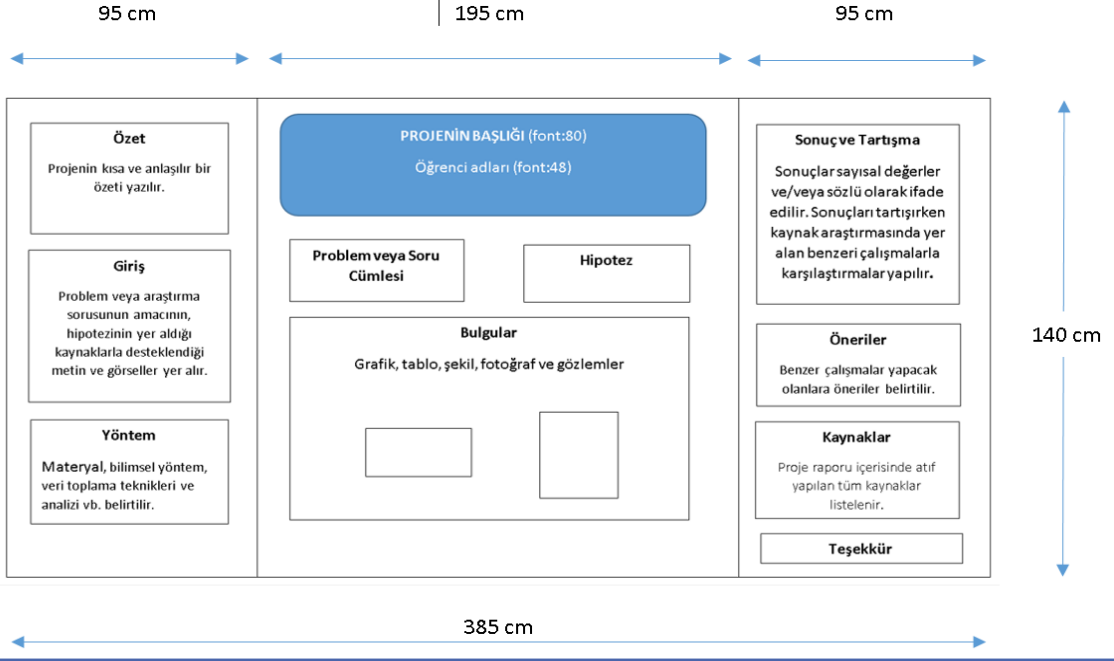 95 cm
195 cm
95 cm
Özet
Projenin kısa ve anlaşılır bir
özeti yazılır.
Giriş
Problem veya araştırma
sorusunun amacının,
hipotezinin yer aldığı
kaynaklarla desteklendiği
metin ve görseller yer alır.
Yöntem
Materyal, bilimsel yöntem,
veri toplama teknikleri ve
analizi vb. belirtilir.
PROJENİN BAŞLIĞI (font:80)
Öğrenci adları (font:48)
Problem veya Soru
Cümlesi
Hipotez
Bulgular
Grafik, tablo, şekil, fotoğraf ve gözlemler
Sonuç ve Tartışma
Sonuçlar sayısal değerler
ve/veya sözlü olarak ifade
edilir. Sonuçları tartışırken
kaynak araştırmasında yer
alan benzeri çalışmalarla
karşılaştırmalar yapılır.
Öneriler
Benzer çalışmalar yapacak
olanlara öneriler belirtilir.
Kaynaklar
Proje raporu içerisinde atıf
yapılan tüm kaynaklar
listelenir.
Teşekkür
140 cm
385 cm